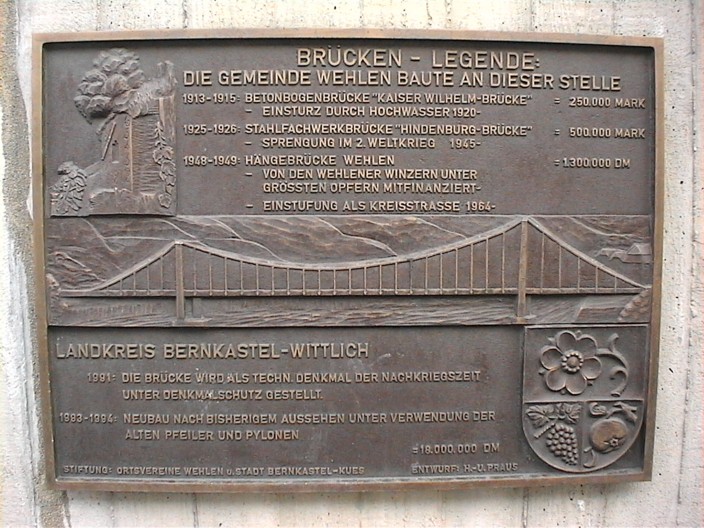 BRÜCKEN - LEGENDE:
DIE GEMEINDE WEHLEN BAUTE AN DIESER STELLE
1913-1915: BETONBOGENBRÜCKE "KAISER WILHELM-BRÜCKE" = 250.000 MARK
- EINSTURZ DURCH HOCHWASSER 1920-
1925-1926: STAHLFACHWERKBRÜCKE "HINDENBURG-BRÜCKE" = 500.000 MARK
- SPRENGUNG IM 2. WELTKRIEG 1945-
1948-1949: HÄNGEBRÜCKE WEHLEN = 1.300.000 DM
- VON DEN WEHLENER WINZERN UNTER
GRÖSSTEN OPFERN MITFINANZIERT-
- EINSTUFUNG ALS KREISSTRASSE 1964-
LANDKREIS BERNKASTEL-WITTLICH
1991: DIE BRÜCKE WIRD ALS TECHN. DENKMAL DER NACHKRIEGSZEIT
UNTER DENKMALSCHUTZ GESTELLT.
1993-1994: NEUBAU NACH BISHERIGEM AUSSEHEN UNTER VERWENDUNG DER
ALTEN PFEILER UND PYLONEN
= 18.000.000 DM
STIFTUNG: ORTSVEREINE WEHLEN u. STADT BERNKASTEL-KUES ENTWURF: H.-U. PRAUS